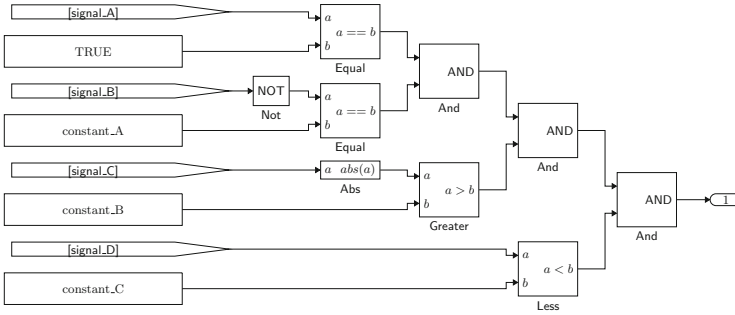 [signal_A]
TRUE
a
b
a == b
Equal
[signal_B]
NOT
Not
constant_A
a
b
a == b
Equal
AND
And
[signal_C]
a abs(a)
Abs
constant_B
a
b
a > b
Greater
AND
And
[signal_D]
constant_C
a
b
a < b
Less
AND
And
1